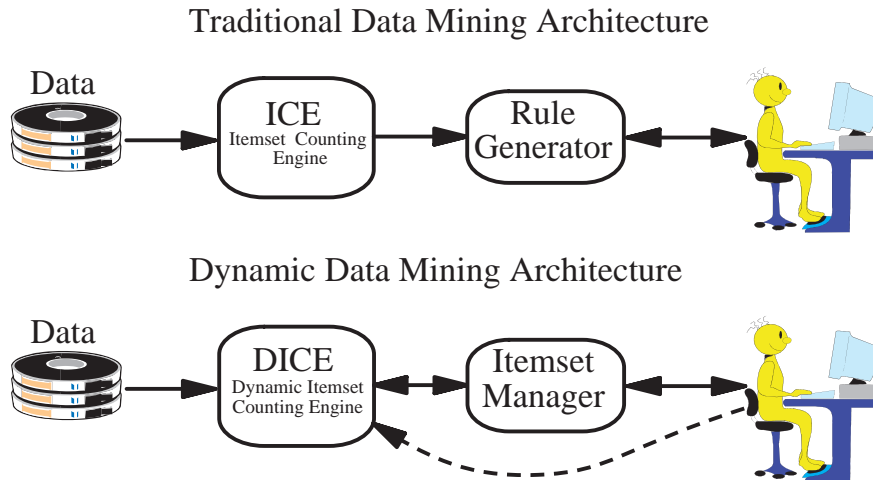 Traditional Data Mining Architecture
Data
ICE
Itemset Counting
Engine
Rule
Generator
Dynamic Data Mining Architecture
Data
DICE
Dynamic Itemset
Counting Engine
Itemset
Manager